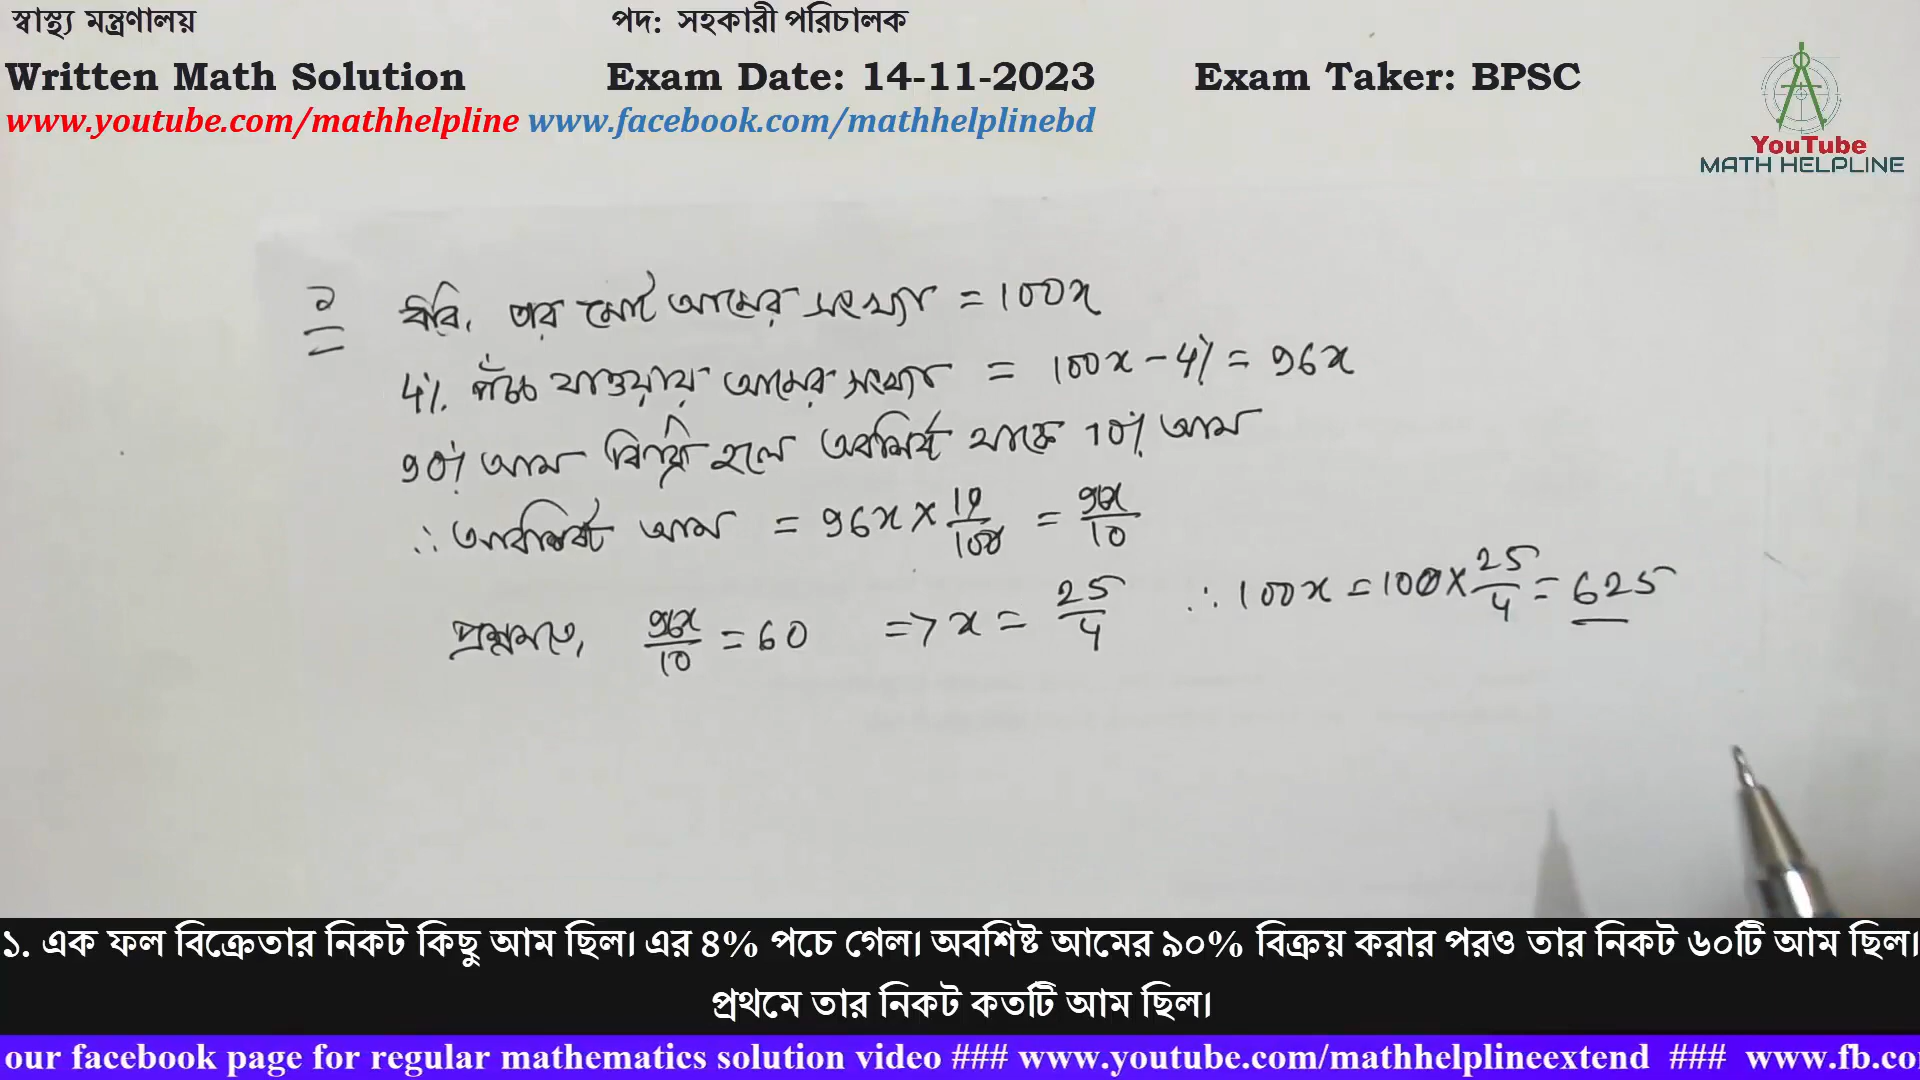 স্বাস্থ্য মন্ত্রণালয় পদ: সহকারী পরিচালক
Written Math Solution Exam Date: 14-11-2023 Exam Taker: BPSC
www.youtube.com/mathhelpline www.facebook.com/mathhelplinebd
YouTube
MATH HELPLINE
১ ধরি, তার মোট আমের সংখ্যা = 100x
4% পঁচে যাওয়ায় আমের সংখ্যা = 100x - 4% = 96x
90% আম বিক্রি হলে অবশিষ্ট থাকে 10% আম
∴ অবশিষ্ট আম = 96x × 10/100 = 96x/10
প্রশ্নমতে, 96x/10 = 60 => x = 25/4 ∴ 100x = 100 × 25/4 = 625
১. এক ফল বিক্রেতার নিকট কিছু আম ছিল। এর ৪% পচে গেল। অবশিষ্ট আমের ৯০% বিক্রয় করার পরও তার নিকট ৬০টি আম ছিল।
প্রথমে তার নিকট কতটি আম ছিল।
our facebook page for regular mathematics solution video ### www.youtube.com/mathhelplineextend ### www.fb.co